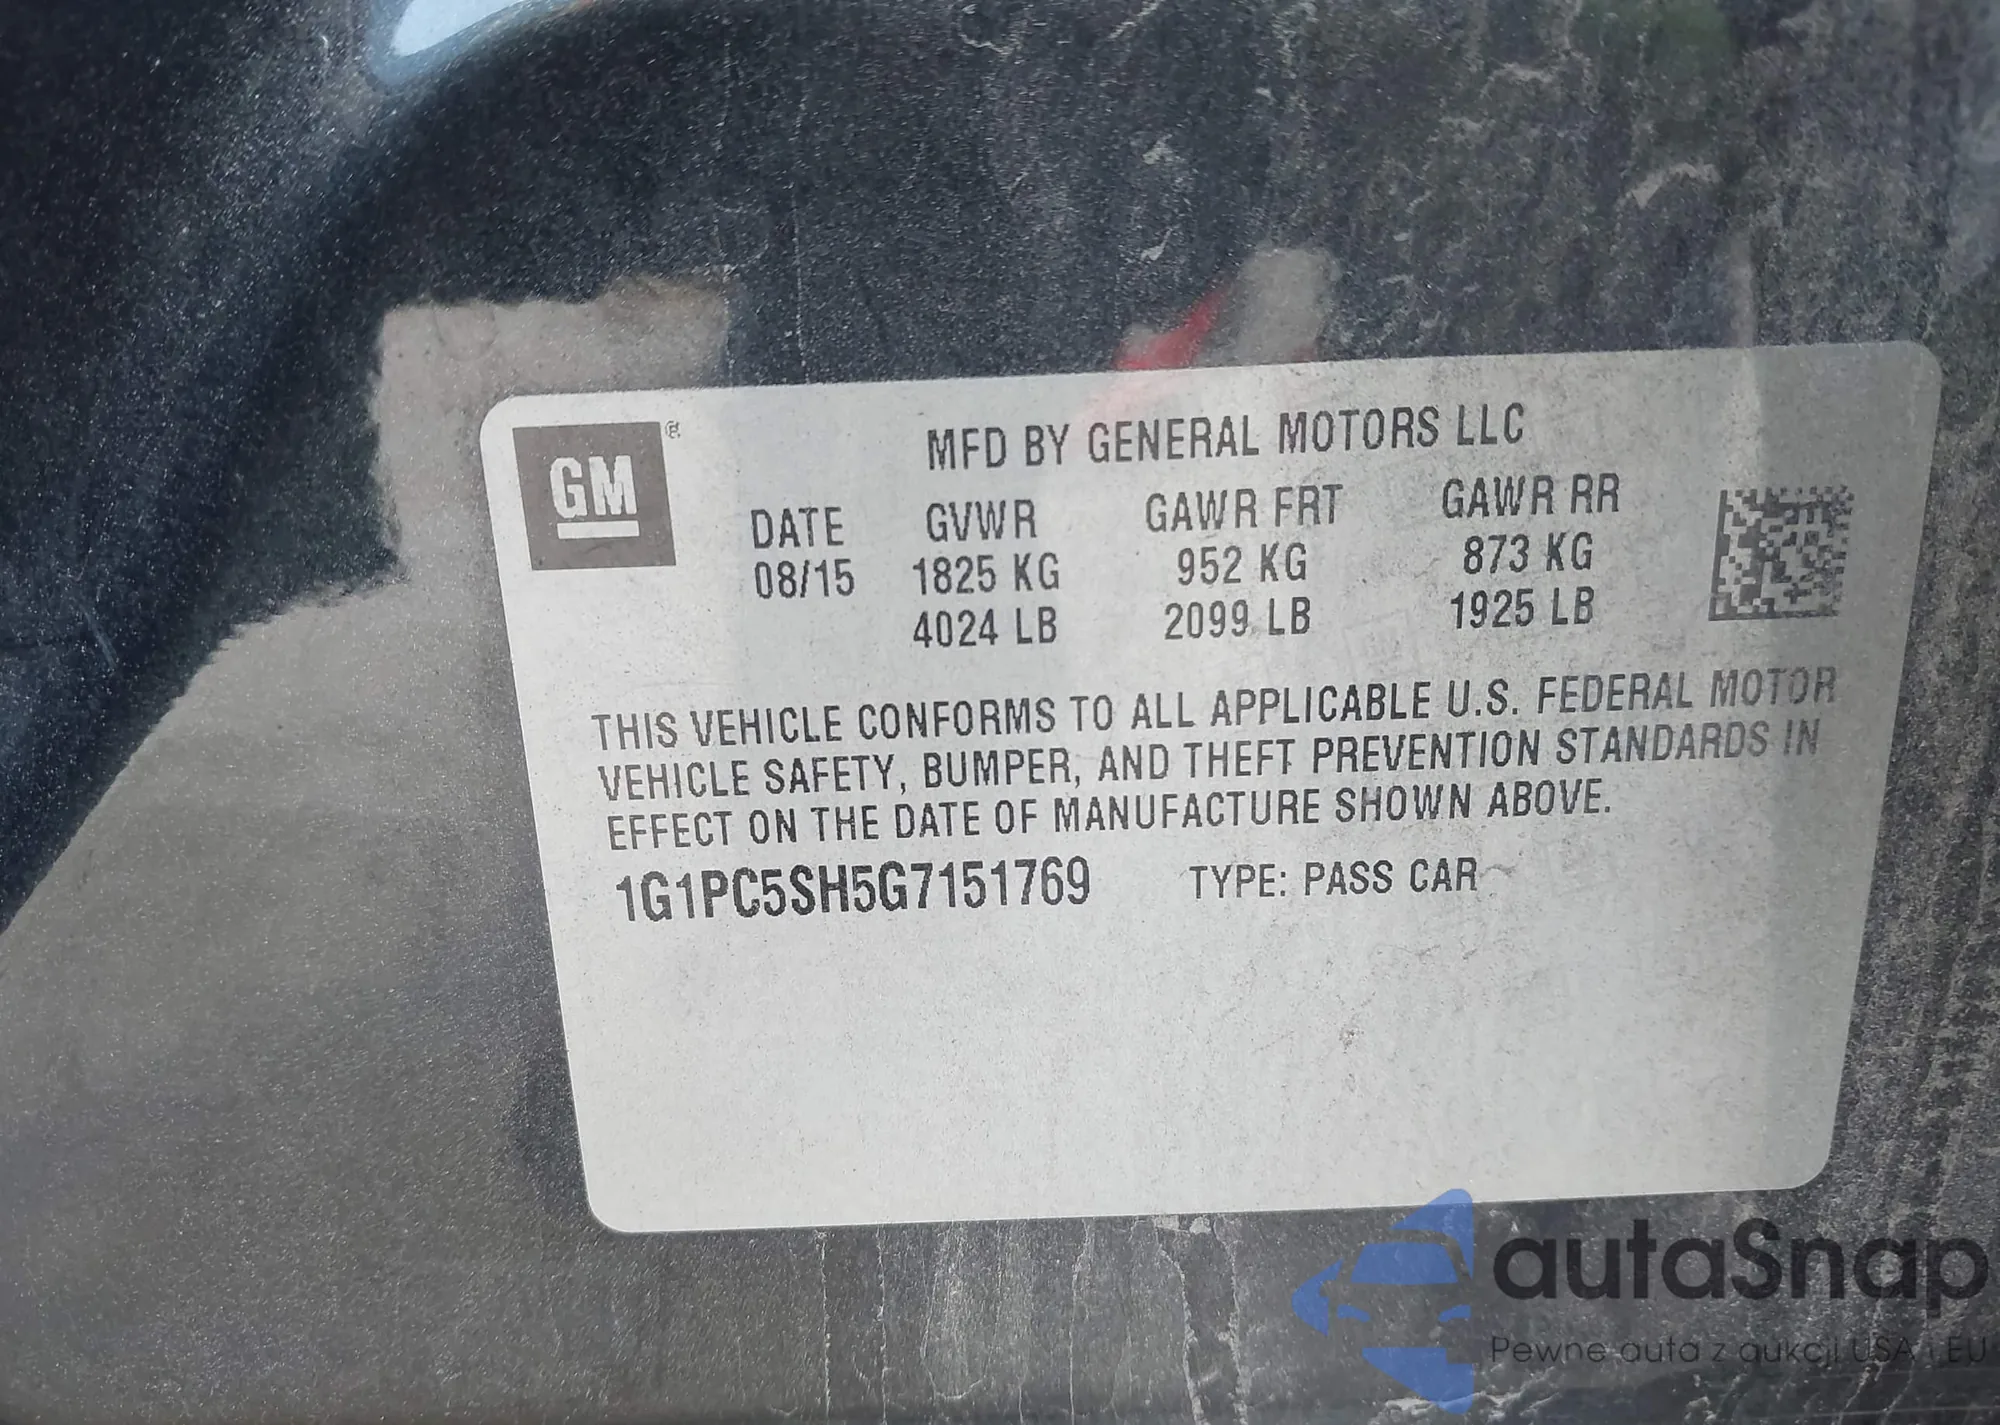 GM ®
MFD BY GENERAL MOTORS LLC
DATE GVWR GAWR FRT GAWR RR
08/15 1825 KG 952 KG 873 KG
4024 LB 2099 LB 1925 LB
THIS VEHICLE CONFORMS TO ALL APPLICABLE U.S. FEDERAL MOTOR
VEHICLE SAFETY, BUMPER, AND THEFT PREVENTION STANDARDS IN
EFFECT ON THE DATE OF MANUFACTURE SHOWN ABOVE.
1G1PC5SH5G7151769 TYPE: PASS CAR
autaSnap
Pewne auta z aukcji USA i EU